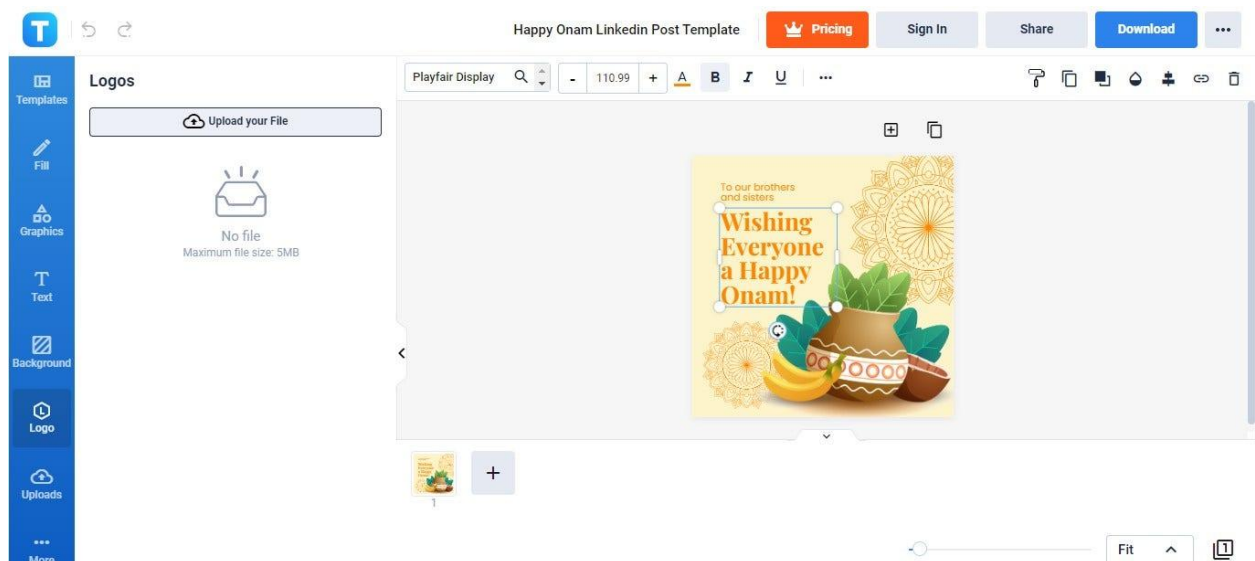 T
Happy Onam Linkedin Post Template
Pricing
Sign In
Share
Download
Templates
Fill
Graphics
Text
Background
Logo
Uploads
More
Logos
Upload your File
No file
Maximum file size: 5MB
Playfair Display
- 110.99 +
A B I U
To our brothers
and sisters
Wishing
Everyone
a Happy
Onam!
+
1
Fit
1